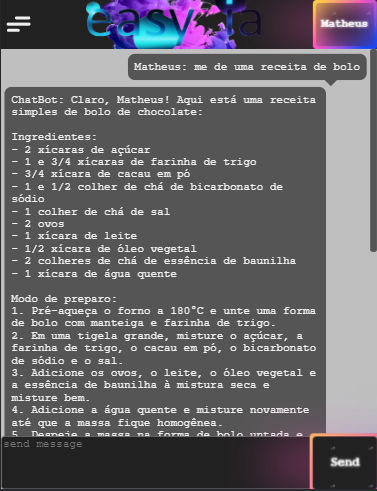 easy ia
Matheus
Matheus: me de uma receita de bolo
ChatBot: Claro, Matheus! Aqui está uma receita
simples de bolo de chocolate:
Ingredientes:
- 2 xícaras de açúcar
- 1 e 3/4 xícaras de farinha de trigo
- 3/4 xícara de cacau em pó
- 1 e 1/2 colher de chá de bicarbonato de
sódio
- 1 colher de chá de sal
- 2 ovos
- 1 xícara de leite
- 1/2 xícara de óleo vegetal
- 2 colheres de chá de essência de baunilha
- 1 xícara de água quente
Modo de preparo:
1. Pré-aqueça o forno a 180°C e unte uma forma
de bolo com manteiga e farinha de trigo.
2. Em uma tigela grande, misture o açúcar, a
farinha de trigo, o cacau em pó, o bicarbonato
de sódio e o sal.
3. Adicione os ovos, o leite, o óleo vegetal e
a essência de baunilha à mistura seca e
misture bem.
4. Adicione a água quente e misture novamente
até que a massa fique homogênea.
5. Despeje a massa na forma de bolo untada e
send message
Send